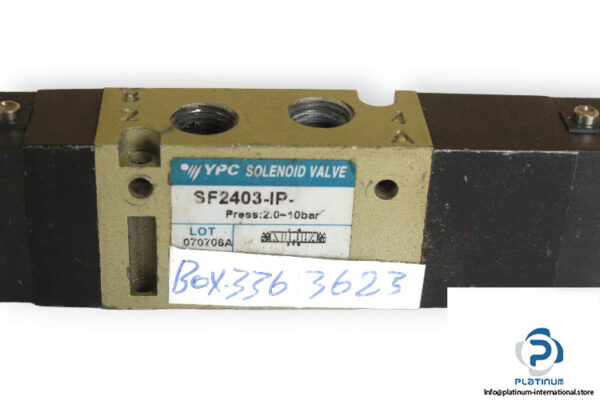 B
2
4
A
YPC SOLENOID VALVE
SF2403-IP-
Press:2.0~10bar
LOT
070706A
BOX.336 3623
PLATINUM
Info@platinum-international.store